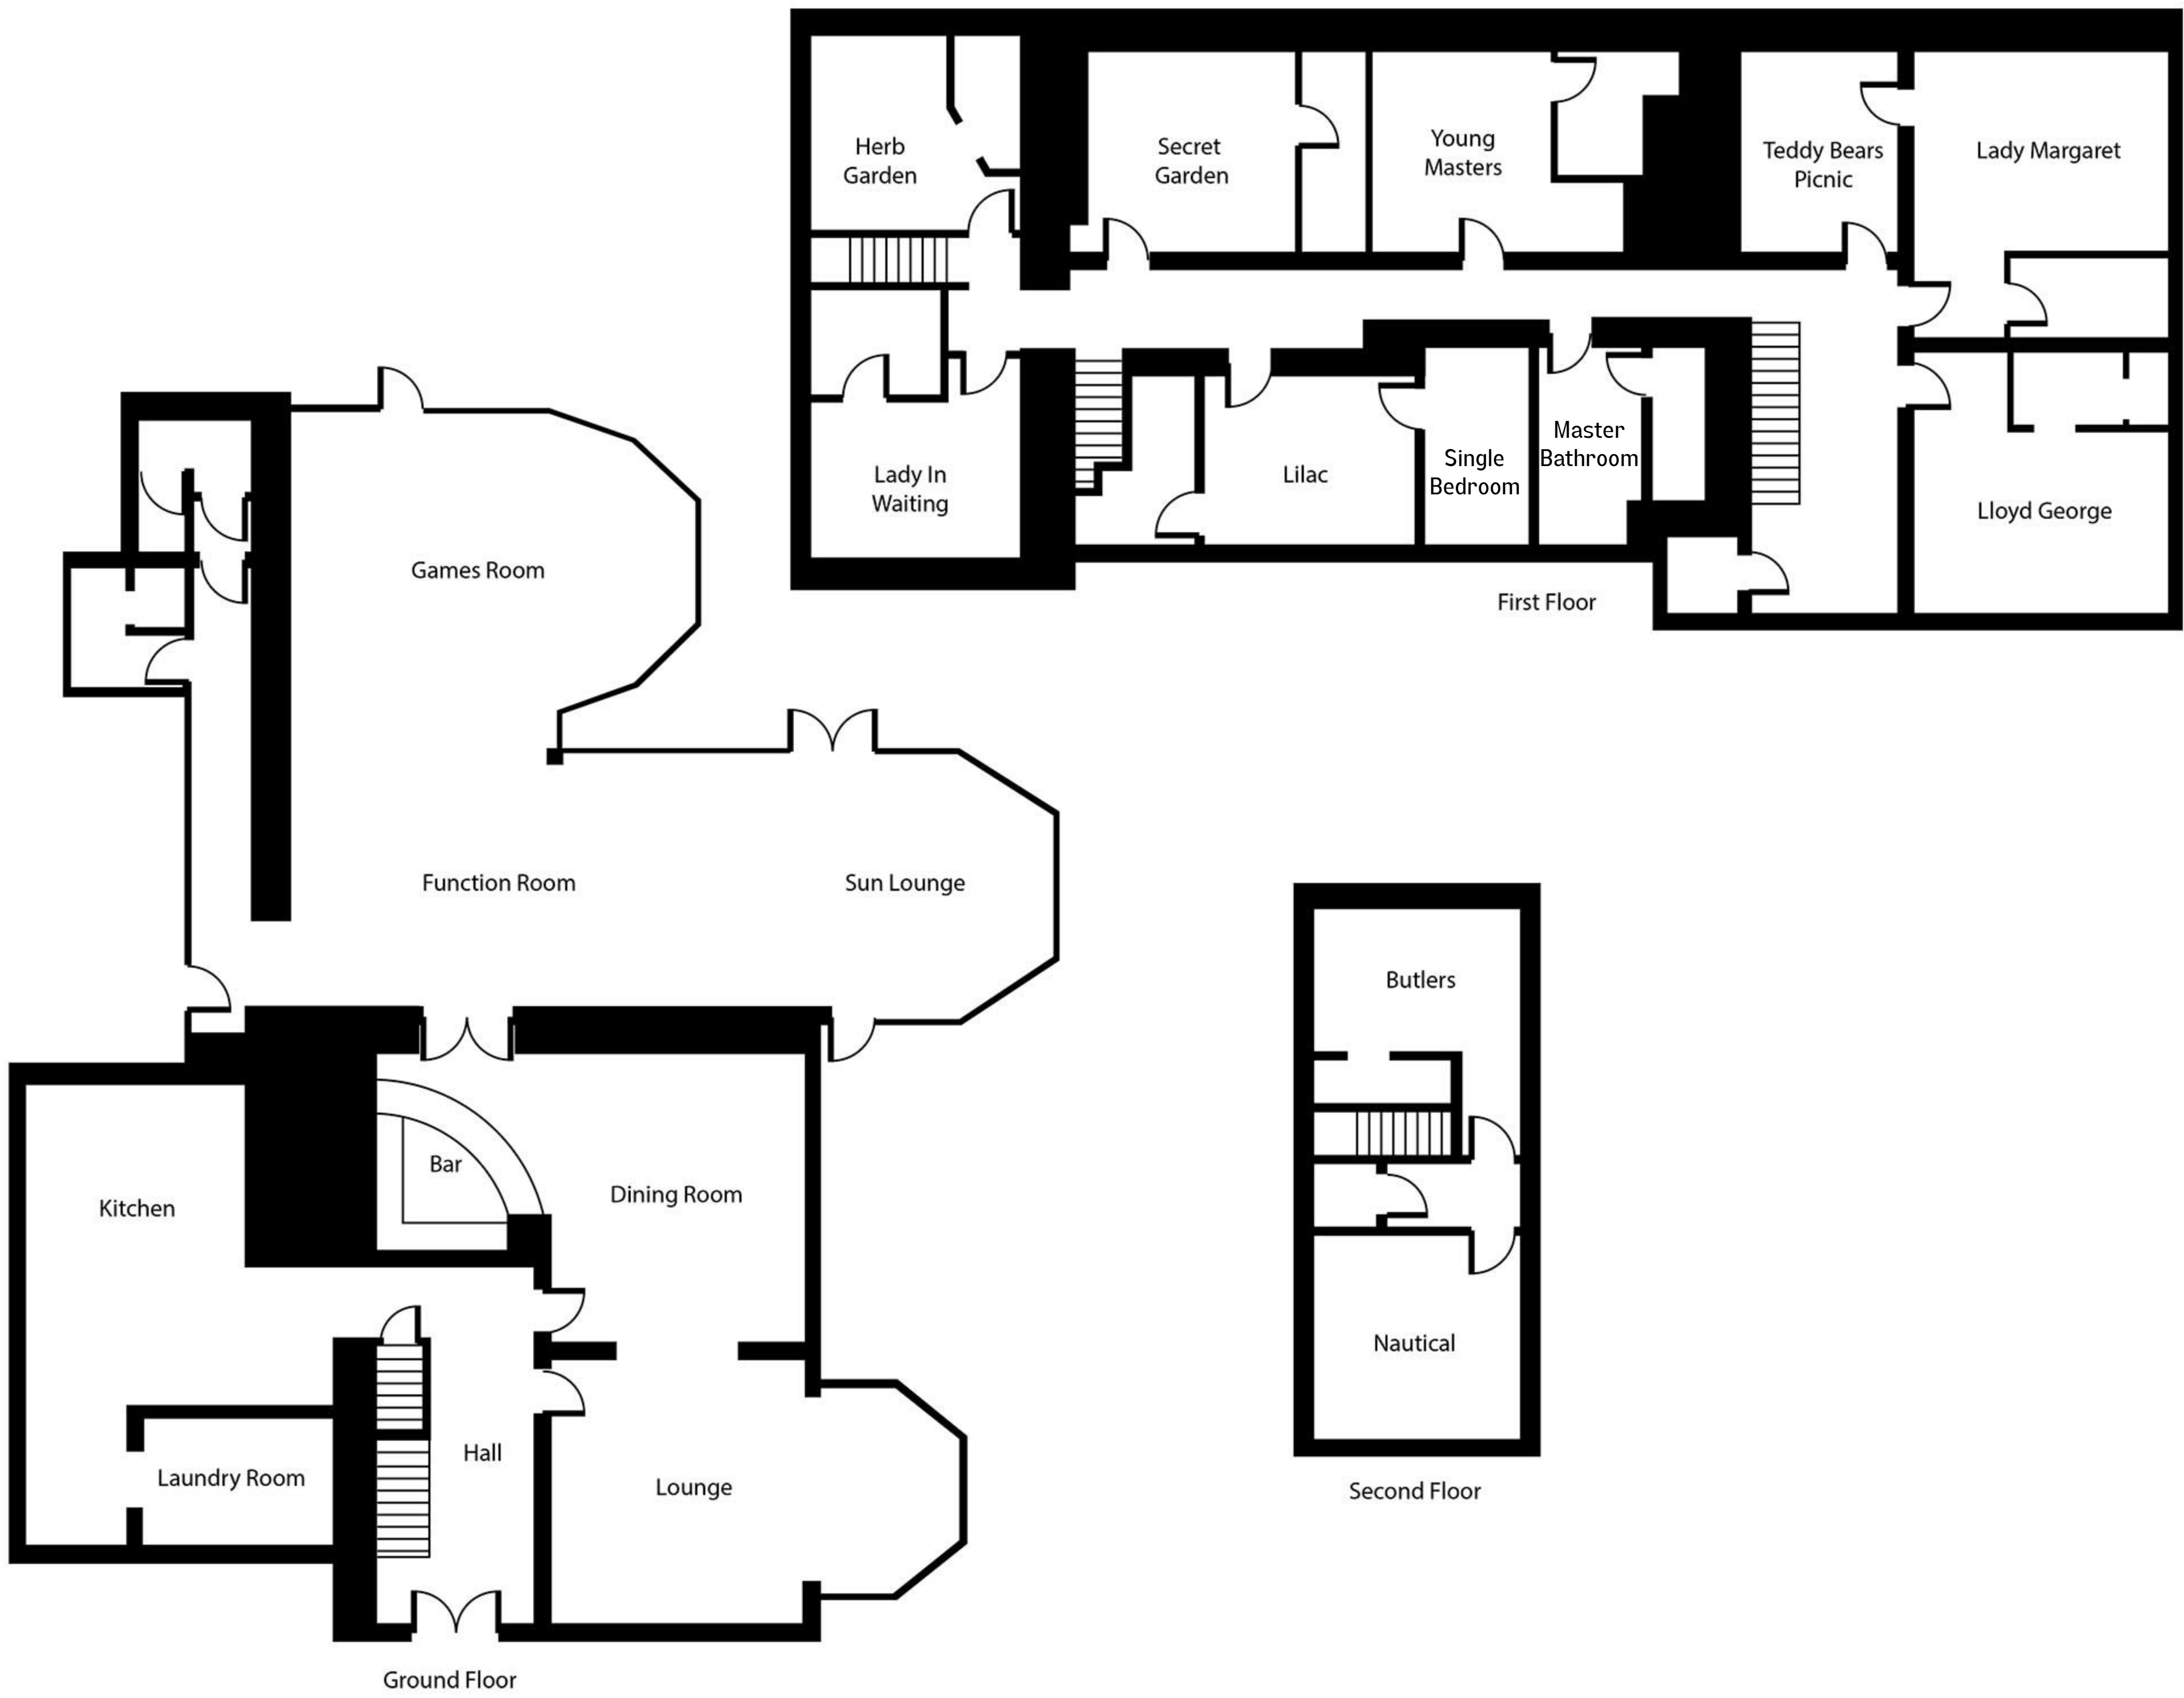 Herb
Garden
Secret
Garden
Young
Masters
Teddy Bears
Picnic
Lady Margaret
Lady In
Waiting
Lilac
Single
Bedroom
Master
Bathroom
Lloyd George
First Floor
Games Room
Function Room
Sun Lounge
Bar
Kitchen
Dining Room
Hall
Laundry Room
Lounge
Ground Floor
Butlers
Nautical
Second Floor